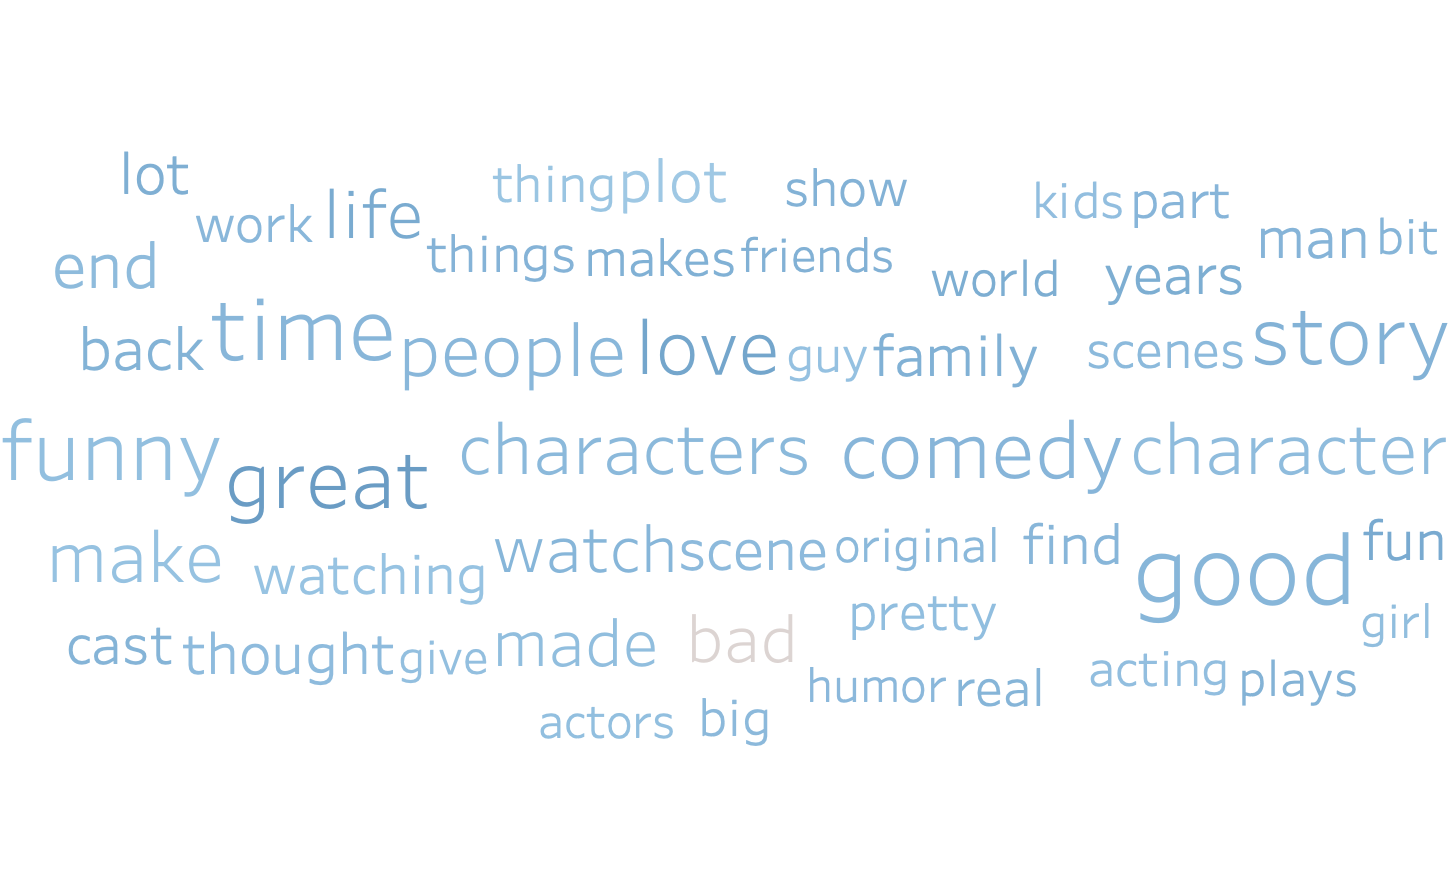 lot work life thing plot show kids part
end things makes friends world years man bit
back time people love guy family scenes story
funny great characters comedy character
make watching watch scene original find good fun
cast thought give made bad pretty girl
humor real acting plays
actors big